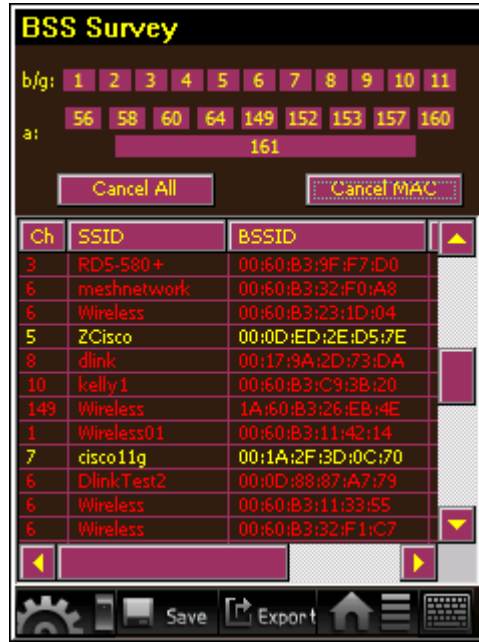 BSS Survey
b/g: 1 2 3 4 5 6 7 8 9 10 11
a: 56 58 60 64 149 152 153 157 160
161
Cancel All Cancel MAC
Ch SSID BSSID
3 RD5-580+ 00:60:B3:9F:F7:D0
6 meshnetwork 00:60:B3:32:F0:A8
6 Wireless 00:60:B3:23:1D:04
5 ZCisco 00:0D:ED:2E:D5:7E
8 dlink 00:17:9A:2D:73:DA
10 kelly1 00:60:B3:C9:3B:20
149 Wireless 1A:60:B3:26:EB:4E
1 Wireless01 00:60:B3:11:42:14
7 cisco11g 00:1A:2F:3D:0C:70
6 DlinkTest2 00:0D:88:87:A7:79
6 Wireless 00:60:B3:11:33:55
6 Wireless 00:60:B3:32:F1:C7
Save Export